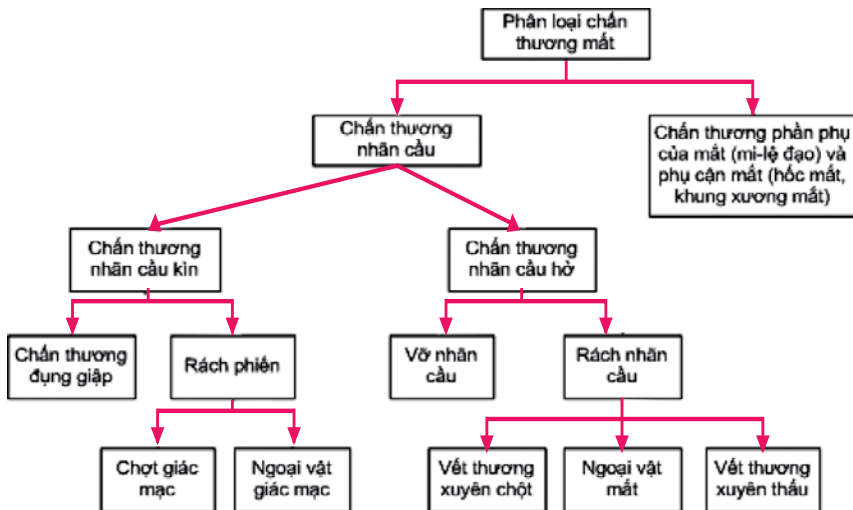 Phân loại chấn
thương mắt
Chấn thương
nhãn cầu
Chấn thương phần phụ
của mắt (mi-lệ đạo) và
phụ cận mắt (hốc mắt,
khung xương mắt)
Chấn thương
nhãn cầu kìn
Chấn thương
nhãn cầu hở
Chấn thương
đụng giập
Rách phiến
Vỡ nhãn
cầu
Rách nhãn
cầu
Chợt giác
mạc
Ngoại vật
giác mạc
Vết thương
xuyên chột
Ngoại vật
mắt
Vết thương
xuyên thấu